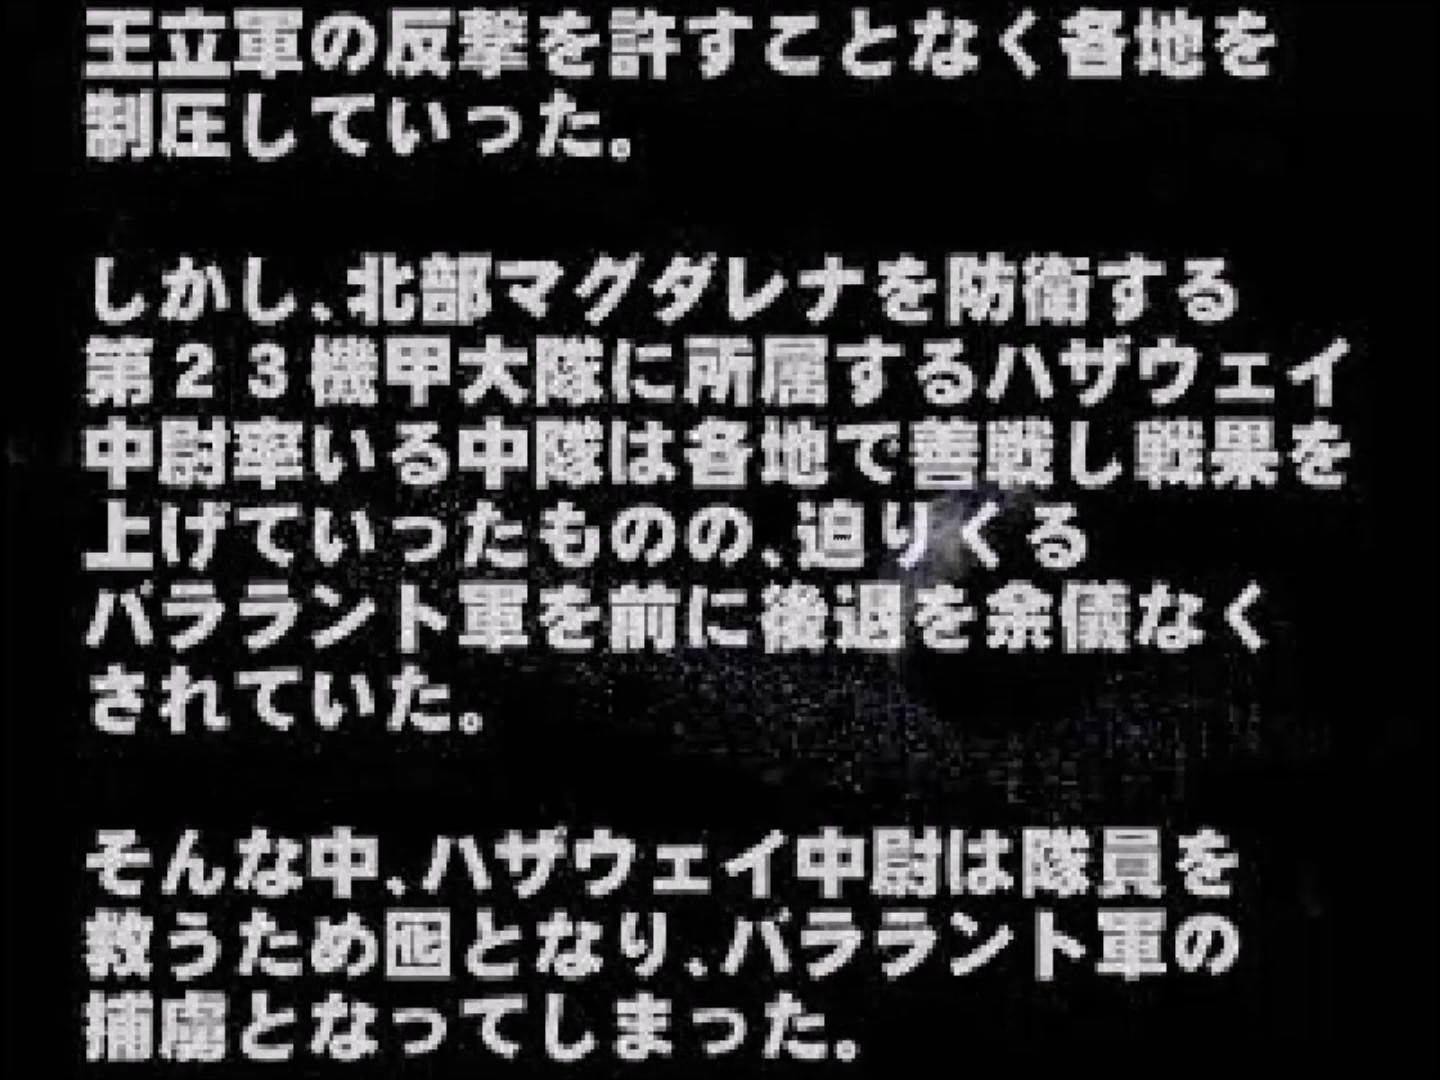 王立軍の反撃を許すことなく各地を
制圧していった。
しかし、北部マグダレナを防衛する
第２３機甲大隊に所属するハザウェイ
中尉率いる中隊は各地で善戦し戦果を
上げていったものの、迫りくる
バララント軍を前に後退を余儀なく
されていた。
そんな中、ハザウェイ中尉は隊員を
救うため囮となり、バララント軍の
捕虜となってしまった。